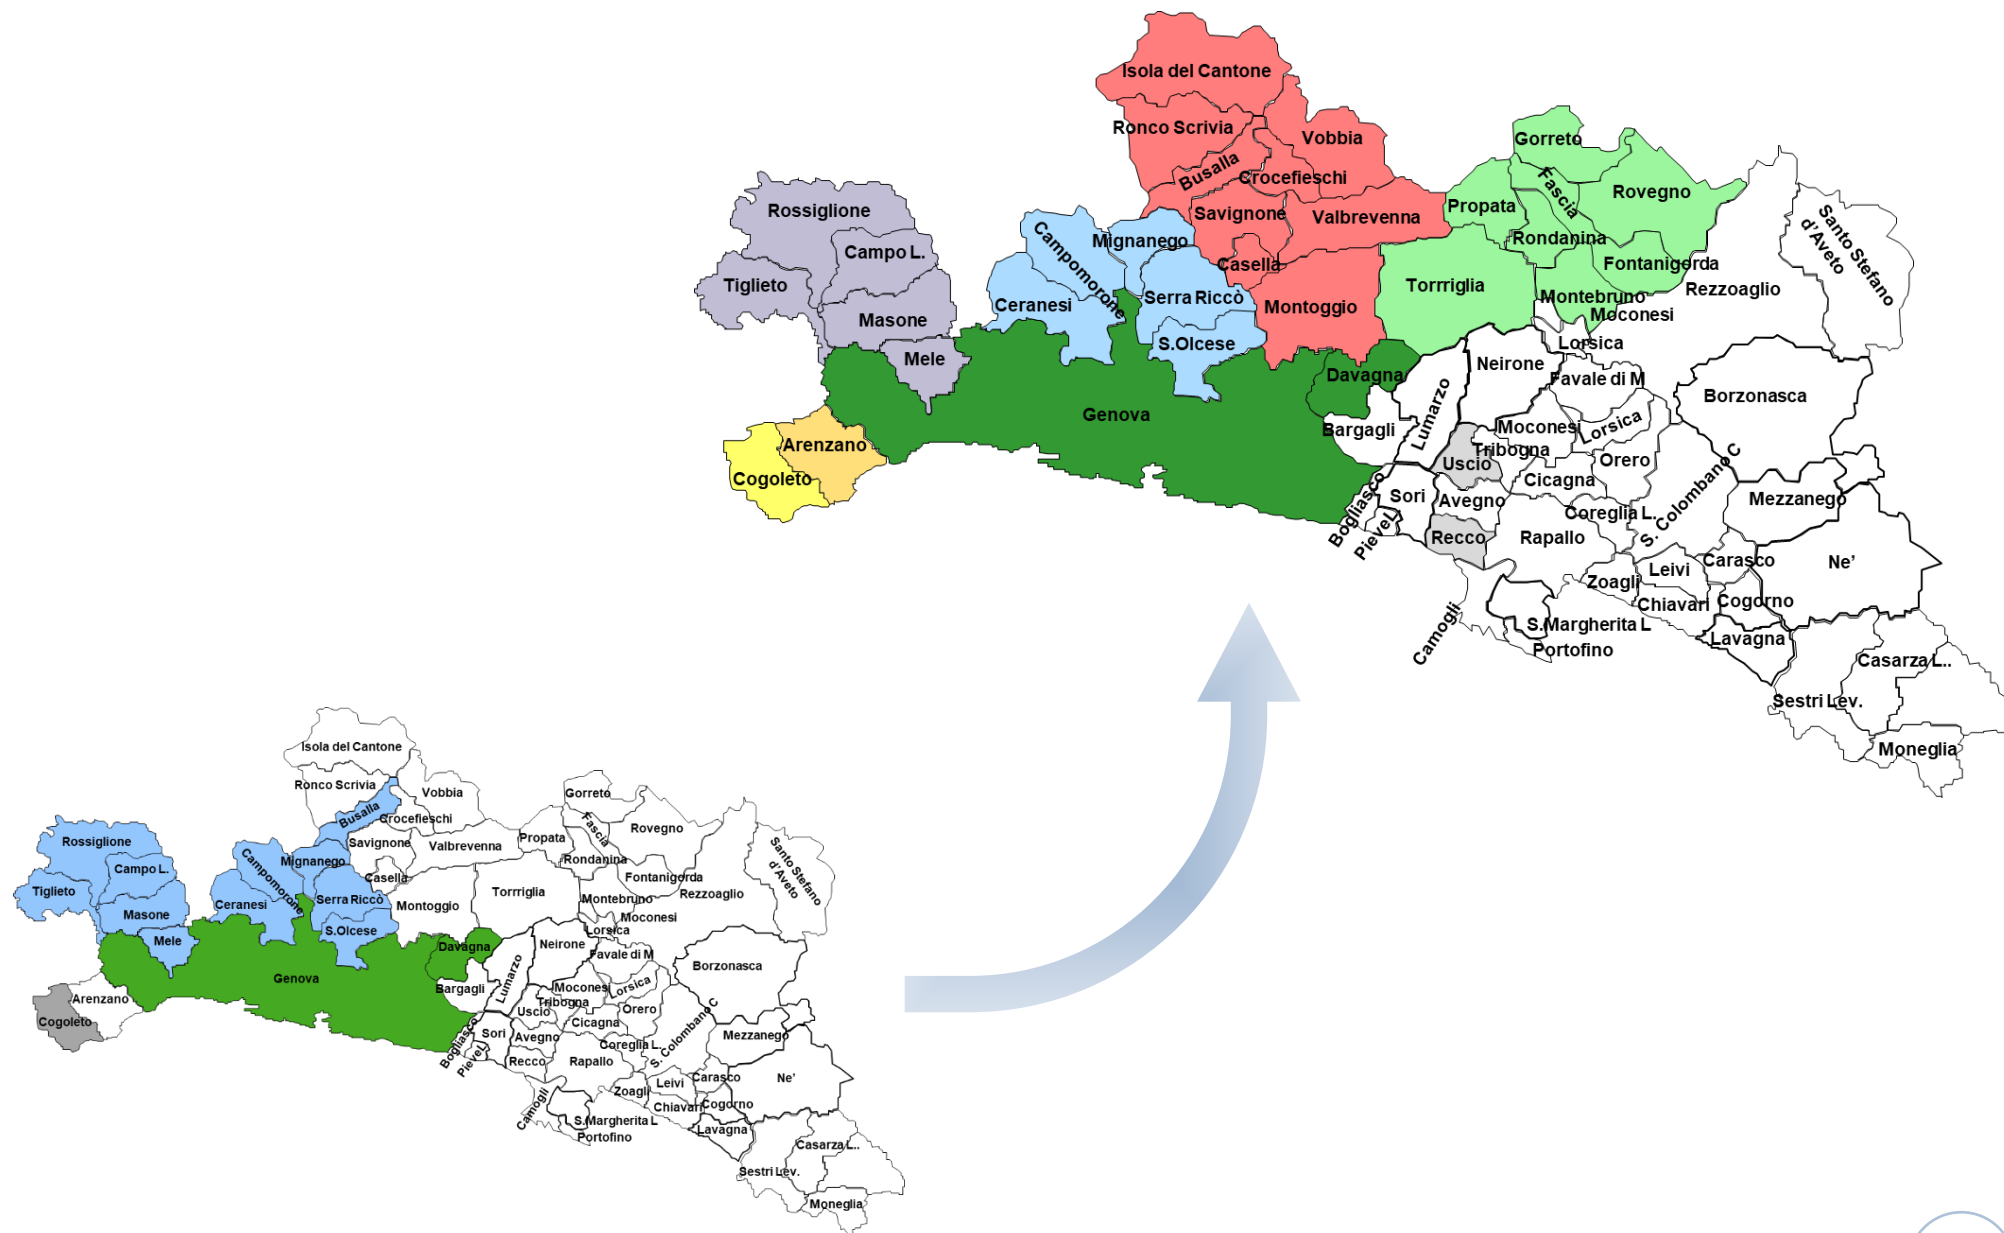 Isola del Cantone
Ronco Scrivia
Vobbia
Busalla
Crocefieschi
Savignone
Valbrevenna
Casella
Montoggio
Gorreto
Fascia
Rovegno
Propata
Rondanina
Fontanigorda
Torrriglia
Montebruno
Moconesi
Rezzoaglio
Santo Stefano
d'Aveto
Rossiglione
Campo L.
Tiglieto
Masone
Mele
Campomorone
Mignanego
Ceranesi
Serra Riccò
S.Olcese
Genova
Davagna
Arenzano
Cogoleto
Bargagli
Lumarzo
Neirone
Lorsica
Favale di M
Moconesi
Lorsica
Tribogna
Uscio
Cicagna
Orero
Borzonasca
Bogliasco
PieveL
Sori
Avegno
Recco
Coreglia L.
Rapallo
S. Colombano C
Mezzanego
Carasco
Ne'
Zoagli
Leivi
Chiavari
Cogorno
Camogli
S.Margherita L
Portofino
Lavagna
Casarza L..
Sestri Lev.
Moneglia
Isola del Cantone
Ronco Scrivia
Vobbia
Busalla
Crocefieschi
Savignone
Valbrevenna
Casella
Montoggio
Gorreto
Fascia
Rovegno
Propata
Rondanina
Fontanigorda
Torrriglia
Montebruno
Moconesi
Rezzoaglio
Santo Stefano
d'Aveto
Rossiglione
Campo L.
Tiglieto
Masone
Mele
Campomorone
Mignanego
Ceranesi
Serra Riccò
S.Olcese
Genova
Davagna
Arenzano
Cogoleto
Bargagli
Lumarzo
Neirone
Lorsica
Favale di M
Moconesi
Lorsica
Tribogna
Uscio
Cicagna
Orero
Borzonasca
Bogliasco
PieveL
Sori
Avegno
Recco
Coreglia L.
Rapallo
S. Colombano C
Mezzanego
Carasco
Ne'
Zoagli
Leivi
Chiavari
Cogorno
Camogli
S.Margherita L
Portofino
Lavagna
Casarza L..
Sestri Lev.
Moneglia